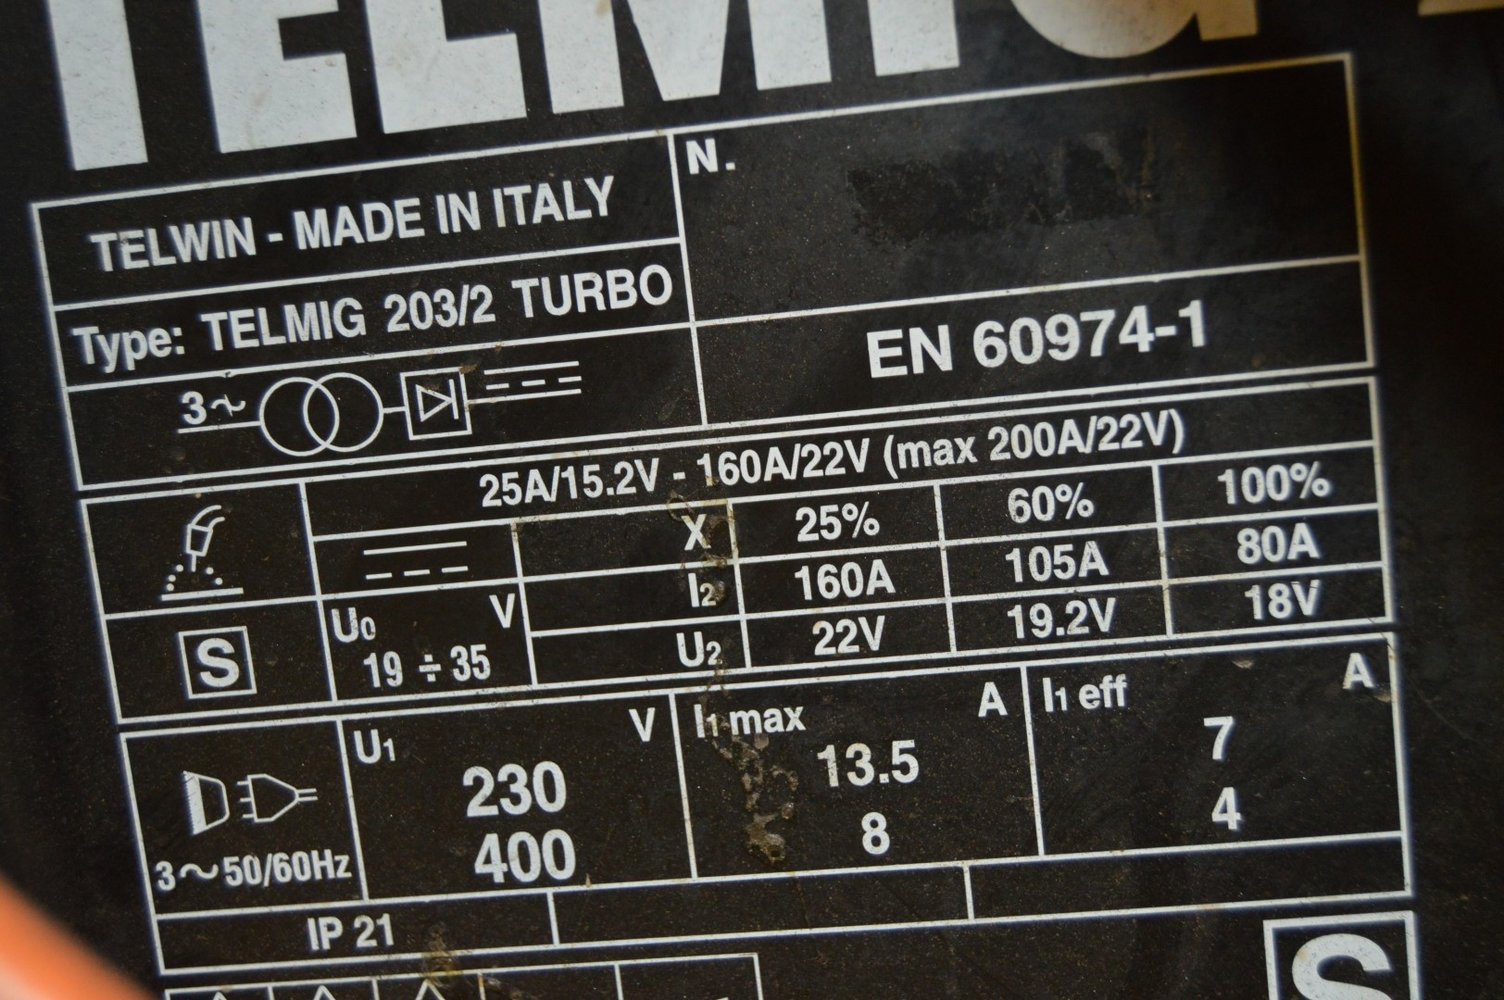 TELMIG
N.
TELWIN - MADE IN ITALY
Type: TELMIG 203/2 TURBO
EN 60974-1
3~
25A/15.2V - 160A/22V (max 200A/22V)
X 25% 60% 100%
I2 160A 105A 80A
U2 22V 19.2V 18V
U0 V
19 ÷ 35
S
U1 V
230
400
I1 max A
13.5
8
I1 eff A
7
4
3~50/60Hz
IP 21
S